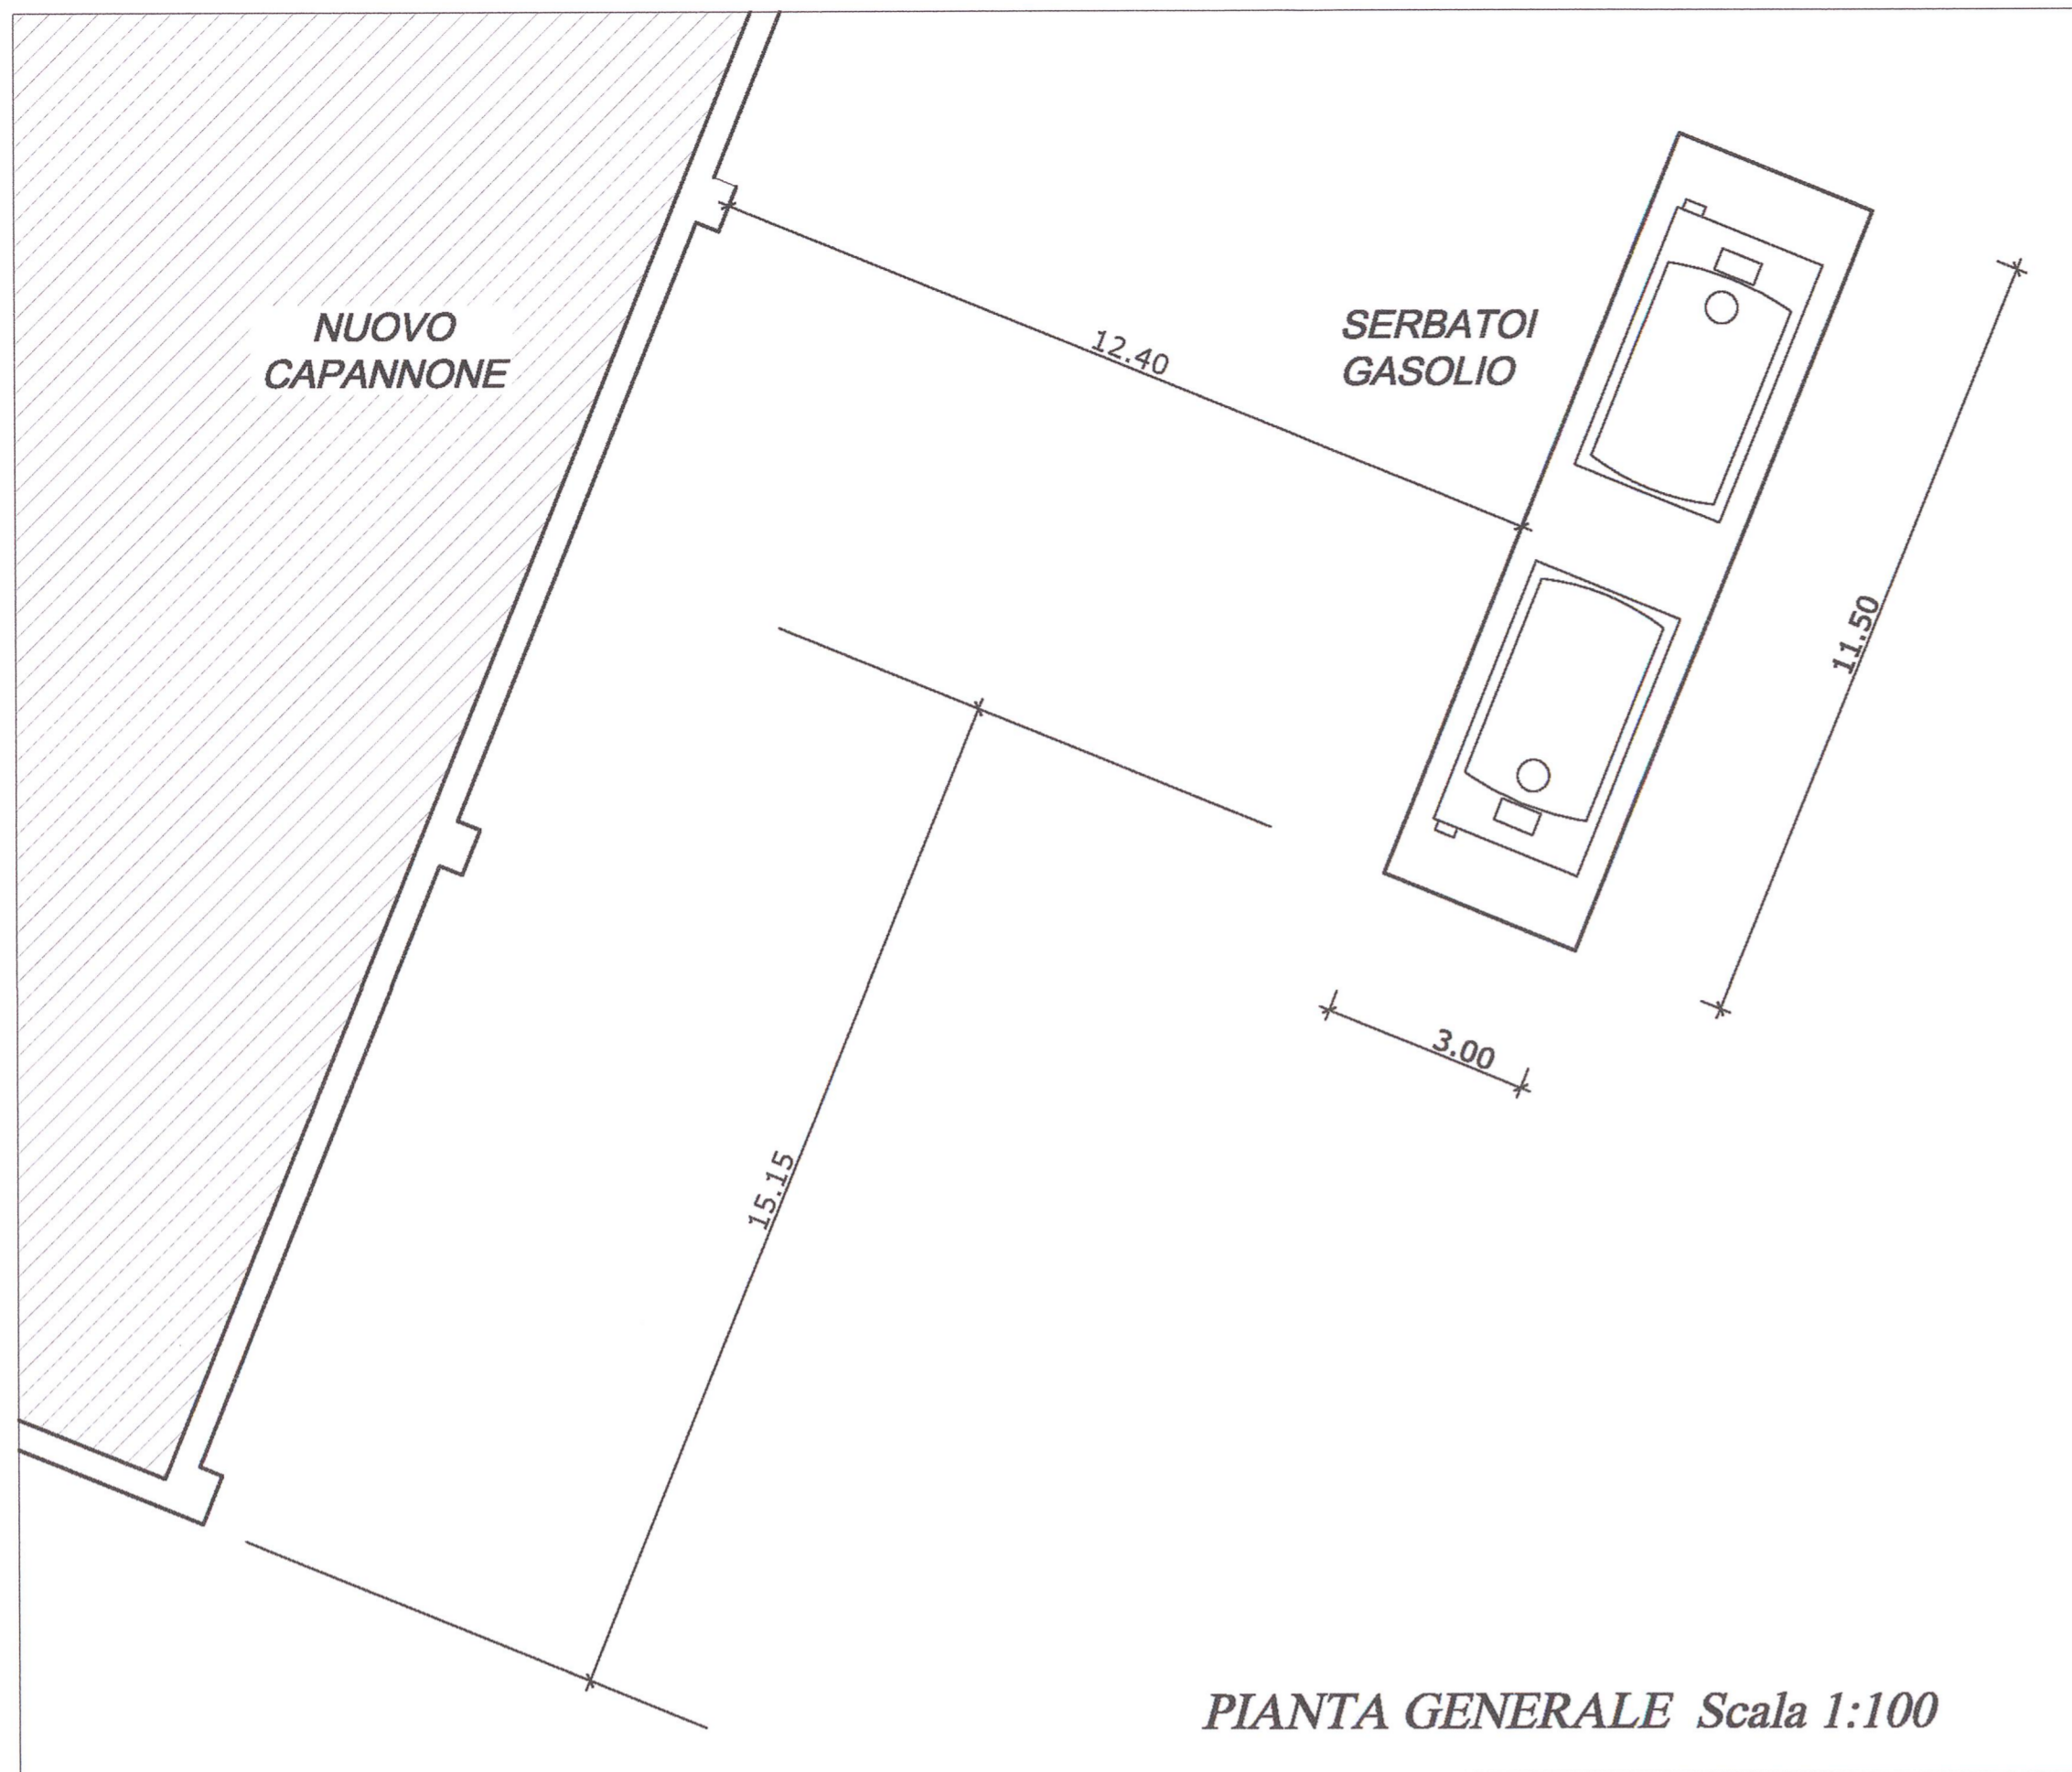 NUOVO
CAPANNONE
12.40
SERBATOI
GASOLIO
11.50
3.00
15.15
PIANTA GENERALE Scala 1:100